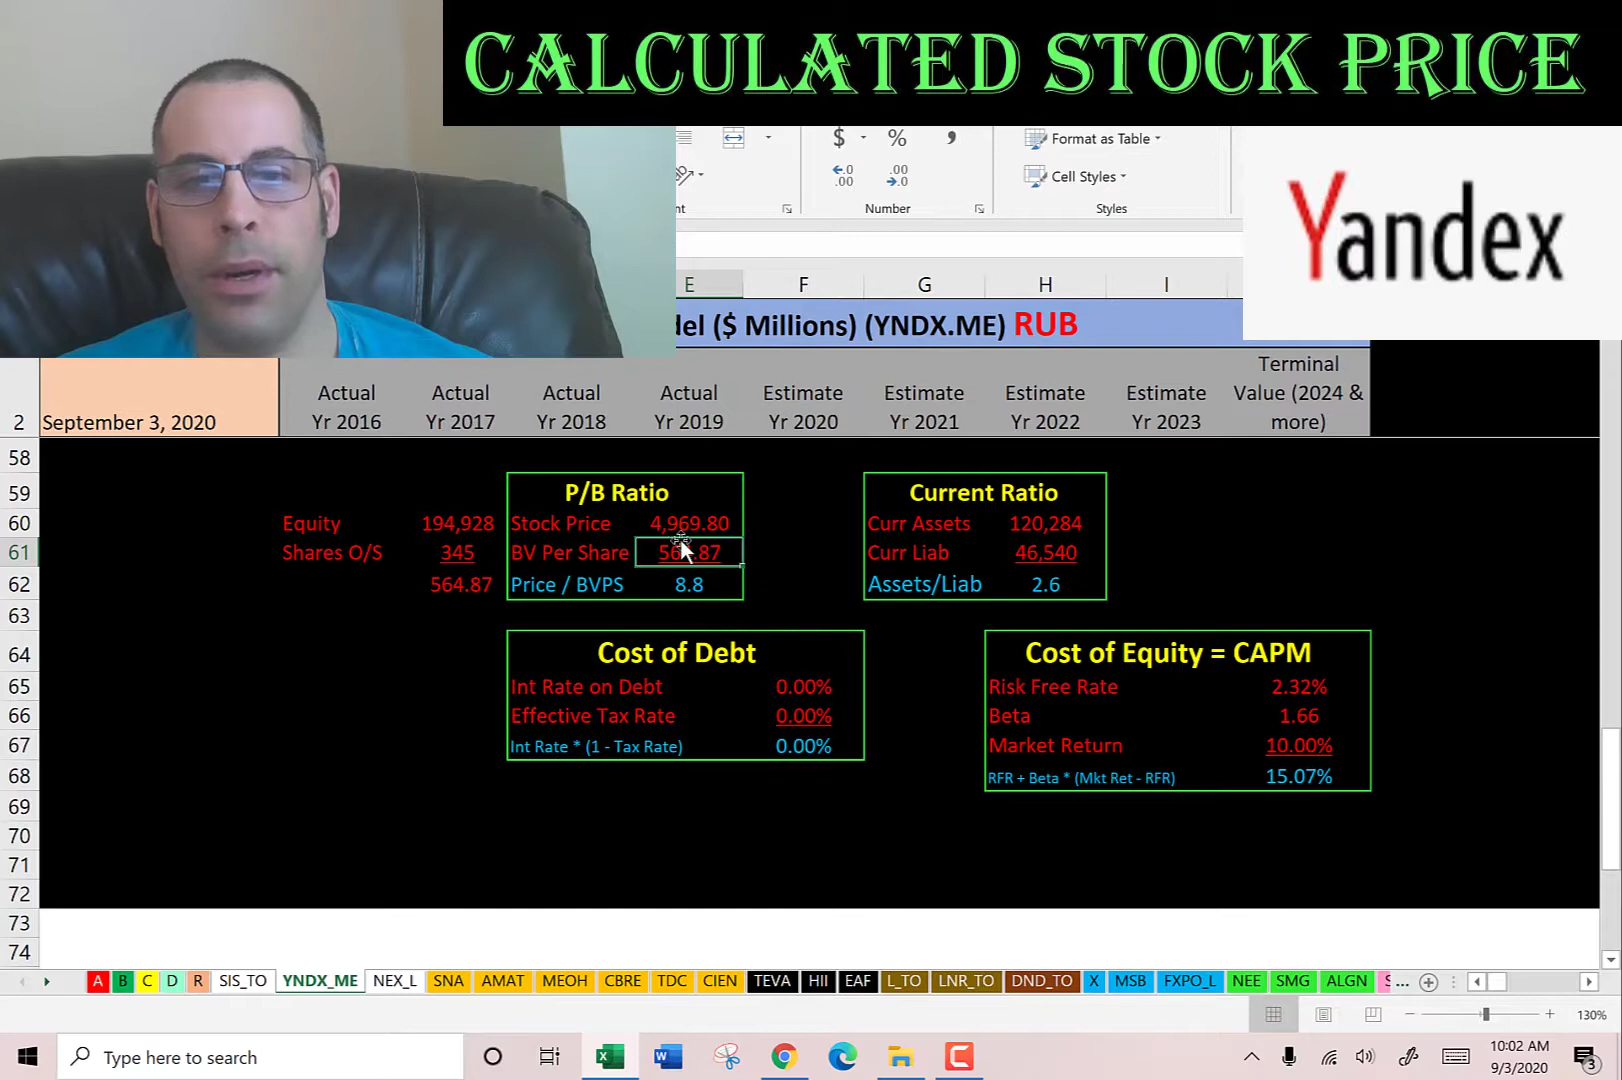 CALCULATED STOCK PRICE
$ % , Format as Table
.00 .00 Cell Styles
nt Number Styles
Yandex
E F G H I
del ($ Millions) (YNDX.ME) RUB
Terminal
Actual Actual Actual Actual Estimate Estimate Estimate Estimate Value (2024 &
2 September 3, 2020 Yr 2016 Yr 2017 Yr 2018 Yr 2019 Yr 2020 Yr 2021 Yr 2022 Yr 2023 more)
58
59 P/B Ratio Current Ratio
60 Equity 194,928 Stock Price 4,969.80 Curr Assets 120,284
61 Shares O/S 345 BV Per Share Curr Liab 46,540
62 564.87 Price / BVPS 8.8 Assets/Liab 2.6
63
64 Cost of Debt Cost of Equity = CAPM
65 Int Rate on Debt 0.00% Risk Free Rate 2.32%
66 Effective Tax Rate 0.00% Beta 1.66
67 Int Rate * (1 - Tax Rate) 0.00% Market Return 10.00%
68 RFR + Beta * (Mkt Ret - RFR) 15.07%
69
70
71
72
73
74
A B C D R SIS_TO YNDX_ME NEX_L SNA AMAT MEOH CBRE TDC CIEN TEVA HII EAF L_TO LNR_TO DND_TO X MSB FXPO_L NEE SMG ALGN ...
130%
Type here to search
10:02 AM
9/3/2020
3